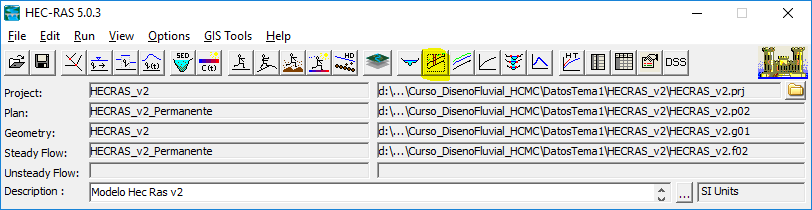 HEC-RAS 5.0.3
File Edit Run View Options GIS Tools Help
SED C(t) HD H.T. DSS
Project: HECRAS_v2 d:\...\Curso_DisenoFluvial_HCMC\DatosTema1\HECRAS_v2\HECRAS_v2.prj
Plan: HECRAS_v2_Permanente d:\...\Curso_DisenoFluvial_HCMC\DatosTema1\HECRAS_v2\HECRAS_v2.p02
Geometry: HECRAS_v2 d:\...\Curso_DisenoFluvial_HCMC\DatosTema1\HECRAS_v2\HECRAS_v2.g01
Steady Flow: HECRAS_v2_Permanente d:\...\Curso_DisenoFluvial_HCMC\DatosTema1\HECRAS_v2\HECRAS_v2.f02
Unsteady Flow:
Description : Modelo Hec Ras v2 ... SI Units